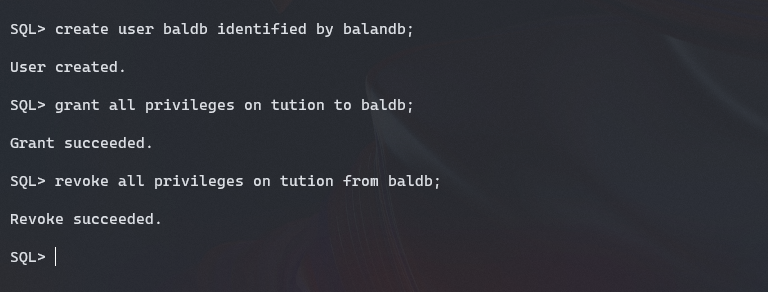 SQL> create user baldb identified by balandb;
User created.
SQL> grant all privileges on tution to baldb;
Grant succeeded.
SQL> revoke all privileges on tution from baldb;
Revoke succeeded.
SQL>